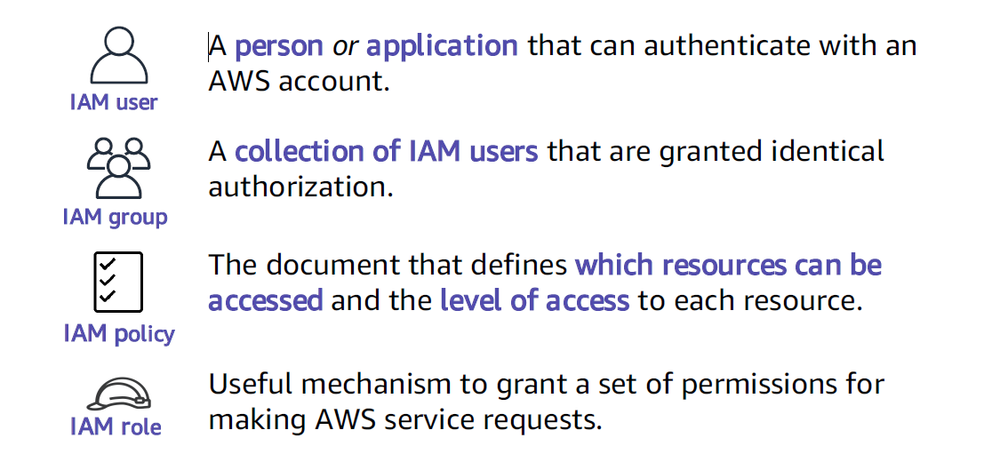 A person or application that can authenticate with an
AWS account.
IAM user
A collection of IAM users that are granted identical
authorization.
IAM group
The document that defines which resources can be
accessed and the level of access to each resource.
IAM policy
Useful mechanism to grant a set of permissions for
making AWS service requests.
IAM role